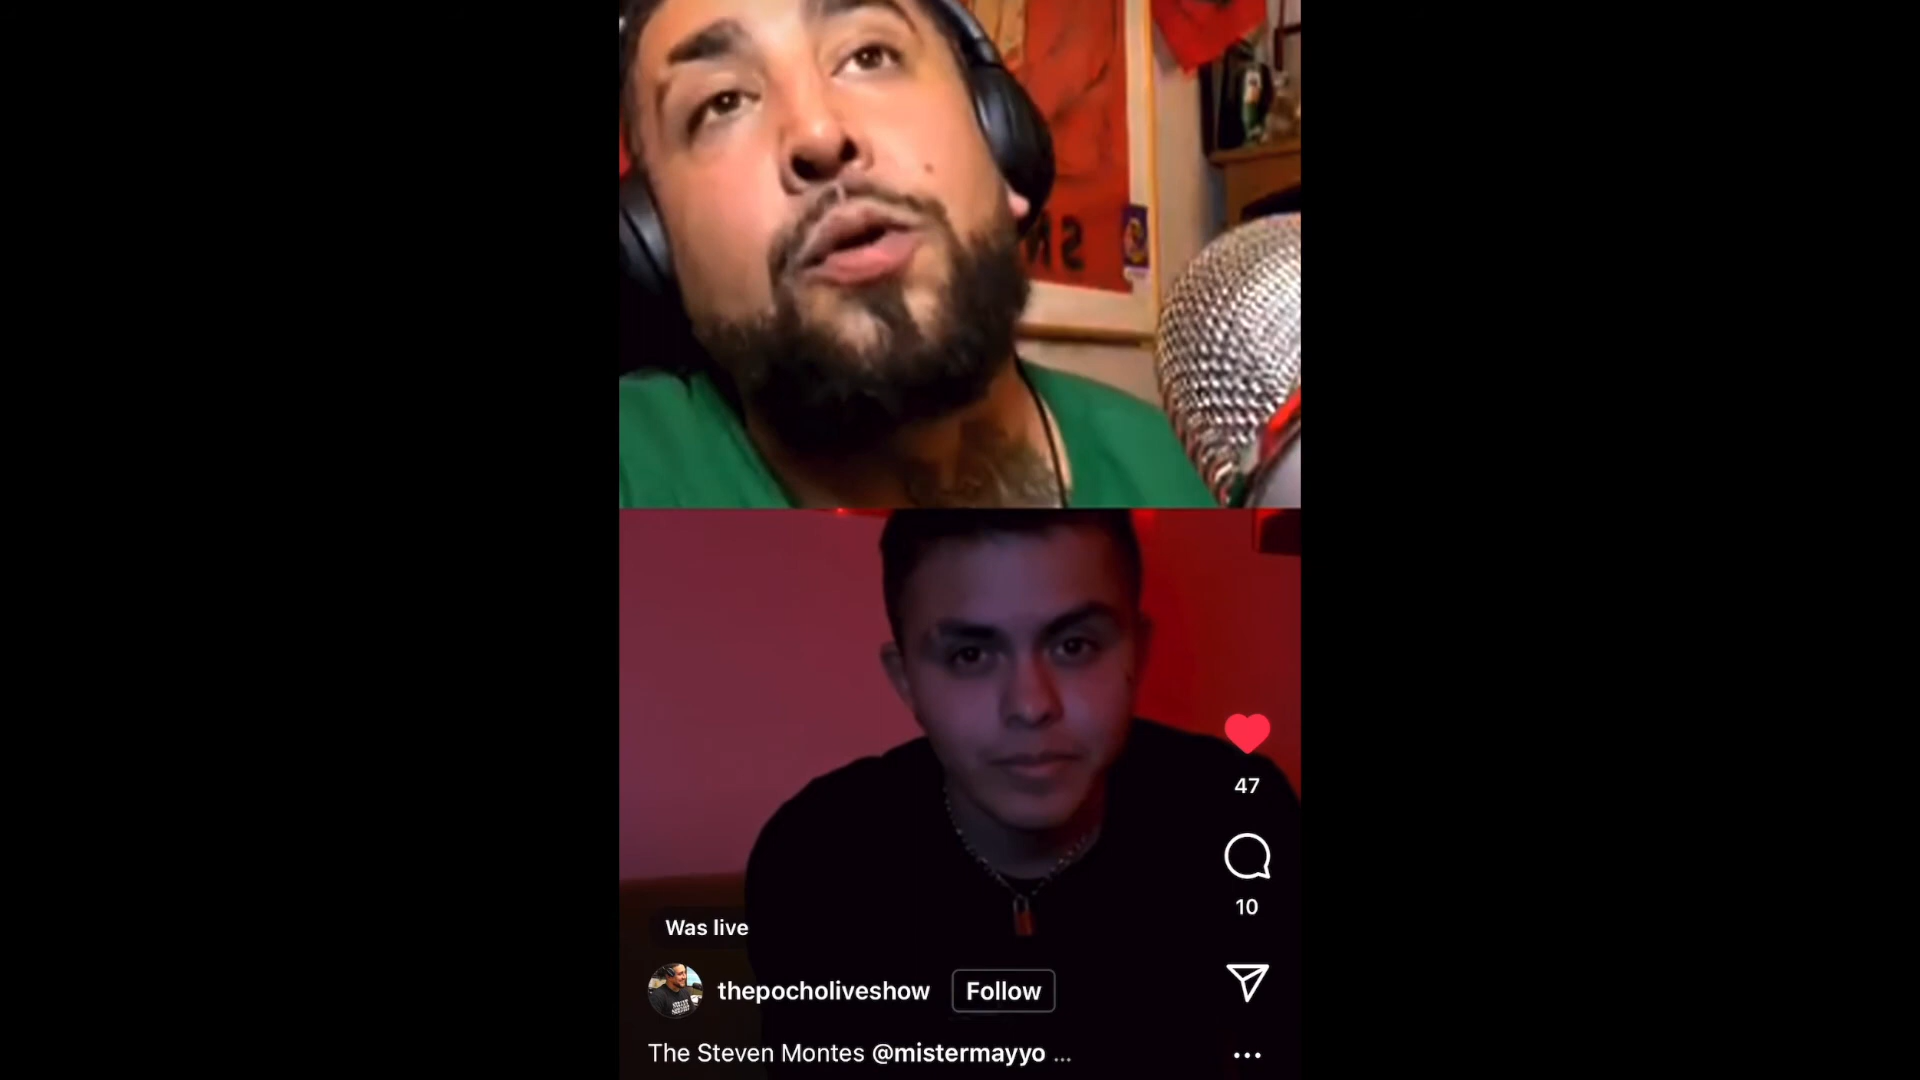 Was live
47
10
thepocholiveshow Follow
The Steven Montes @mistermayyo ...